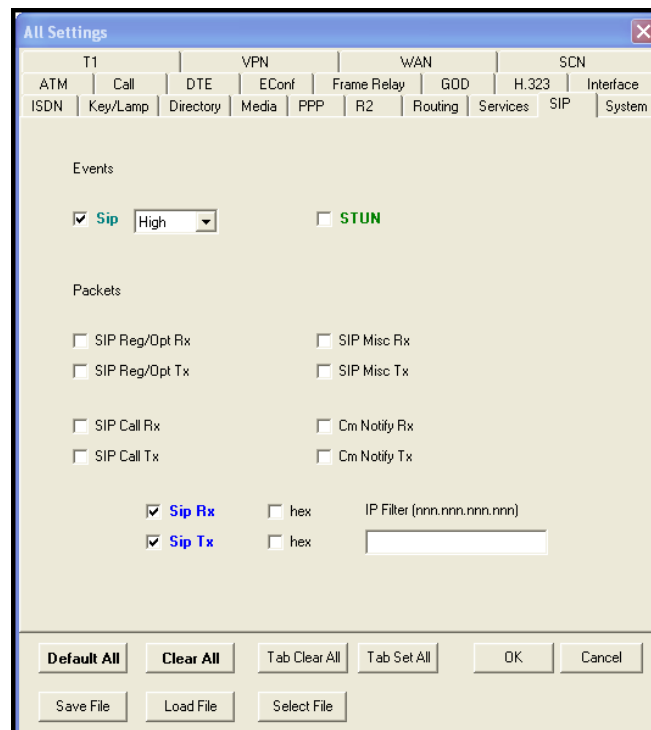 All Settings
T1 VPN WAN SCN
ATM Call DTE EConf Frame Relay GOD H.323 Interface
ISDN Key/Lamp Directory Media PPP R2 Routing Services SIP System
Events
Sip High STUN
Packets
SIP Reg/Opt Rx SIP Misc Rx
SIP Reg/Opt Tx SIP Misc Tx
SIP Call Rx Cm Notify Rx
SIP Call Tx Cm Notify Tx
Sip Rx hex IP Filter (nnn.nnn.nnn.nnn)
Sip Tx hex
Default All Clear All Tab Clear All Tab Set All OK Cancel
Save File Load File Select File